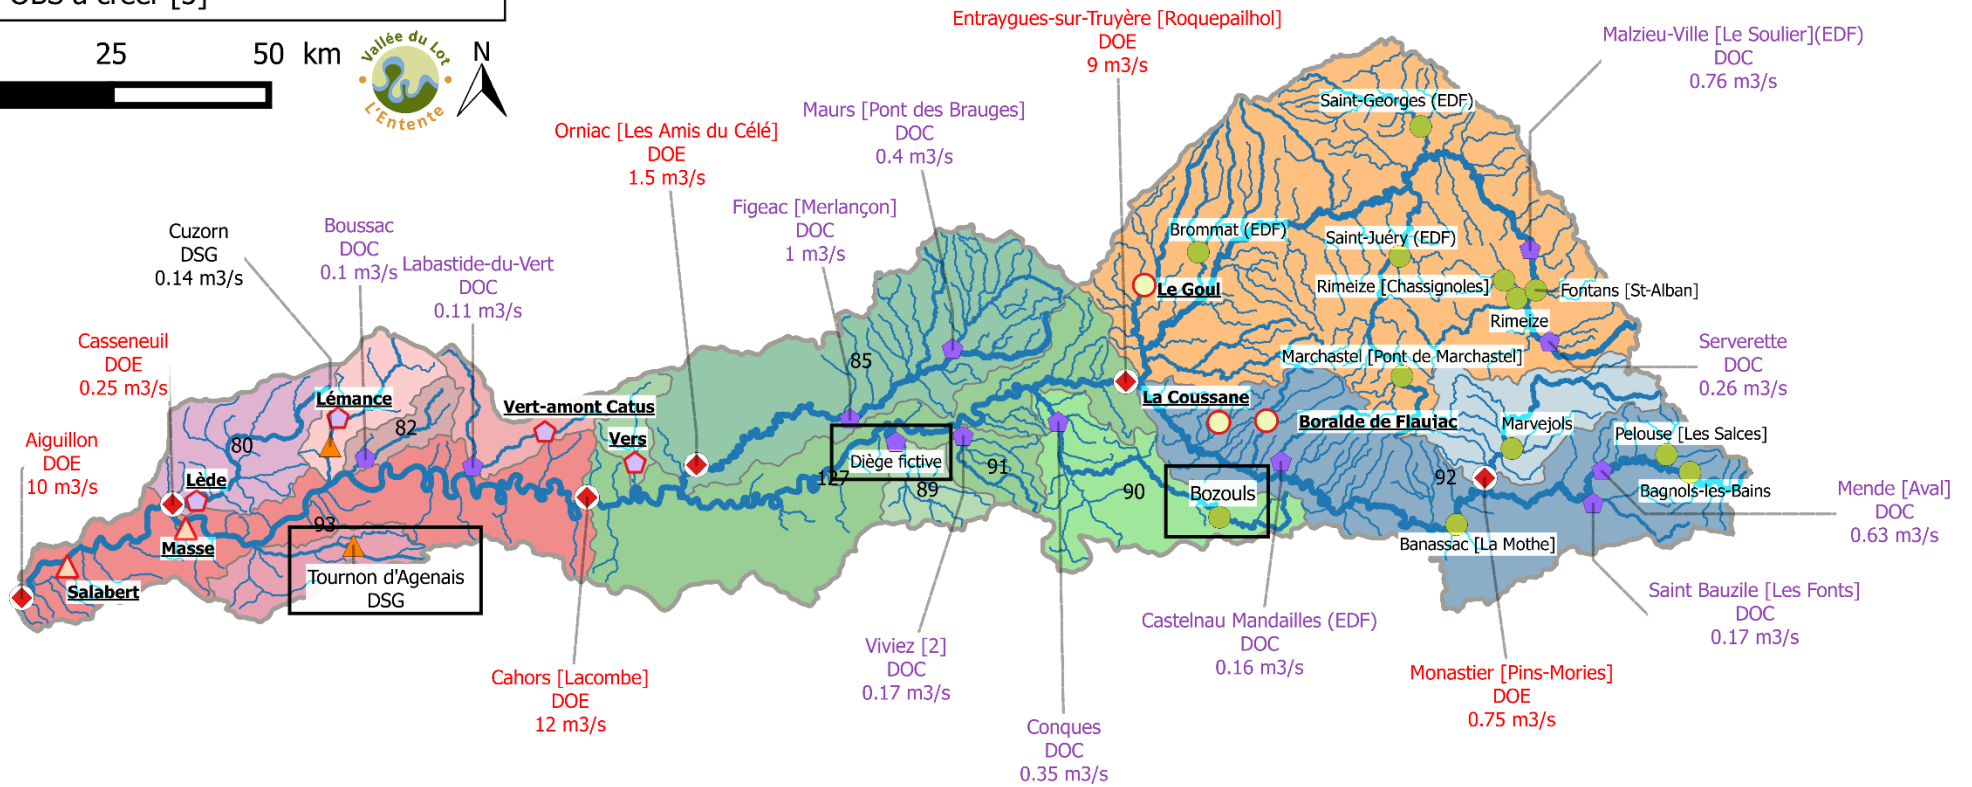 25
50 km
Vallée du Lot
L'Entente
N
Entraygues-sur-Truyère [Roquepailhol]
DOE
9 m3/s
Malzieu-Ville [Le Soulier](EDF)
DOC
0.76 m3/s
Saint-Georges (EDF)
Maurs [Pont des Brauges]
DOC
0.4 m3/s
Orniac [Les Amis du Célé]
DOE
1.5 m3/s
Figeac [Merlançon]
DOC
1 m3/s
Cuzorn
DSG
0.14 m3/s
Boussac
DOC
0.1 m3/s
Labastide-du-Vert
DOC
0.11 m3/s
Brommat (EDF)
Saint-Juéry (EDF)
Le Goul
Rimeize [Chassignoles]
Fontans [St-Alban]
Rimeize
Casseneuil
DOE
0.25 m3/s
Serverette
DOC
0.26 m3/s
85
Marchastel [Pont de Marchastel]
Lémance
Vert-amont Catus
La Coussane
Boralde de Flaujac
Marvejols
82
80
Vers
Pelouse [Les Salces]
Aiguillon
DOE
10 m3/s
Diège fictive
91
92
Lède
127
89
90
Bozouls
Bagnols-les-Bains
Mende [Aval]
DOC
0.63 m3/s
93
Masse
Banassac [La Mothe]
Tournon d'Agenais
DSG
Salabert
Saint Bauzile [Les Fonts]
DOC
0.17 m3/s
Castelnau Mandailles (EDF)
DOC
0.16 m3/s
Viviez [2]
DOC
0.17 m3/s
Cahors [Lacombe]
DOE
12 m3/s
Monastier [Pins-Mories]
DOE
0.75 m3/s
Conques
DOC
0.35 m3/s